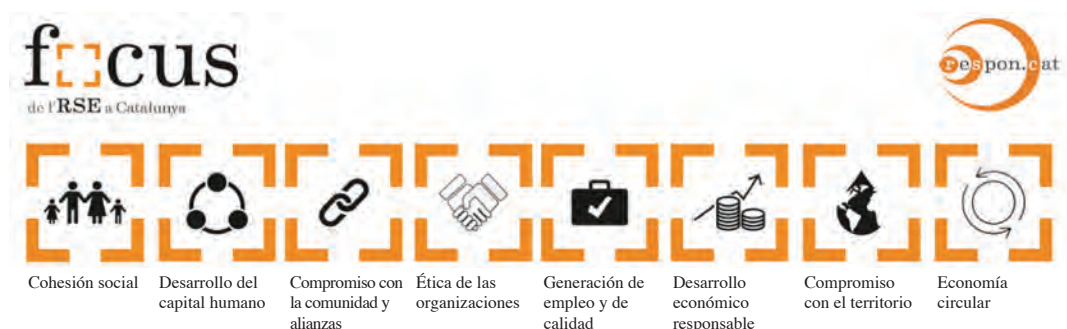 focus
de l'RSE a Catalunya
respon.cat
Cohesión social
Desarrollo del
capital humano
Compromiso con
la comunidad y
alianzas
Ética de las
organizaciones
Generación de
empleo y de
calidad
Desarrollo
económico
responsable
Compromiso
con el territorio
Economía
circular